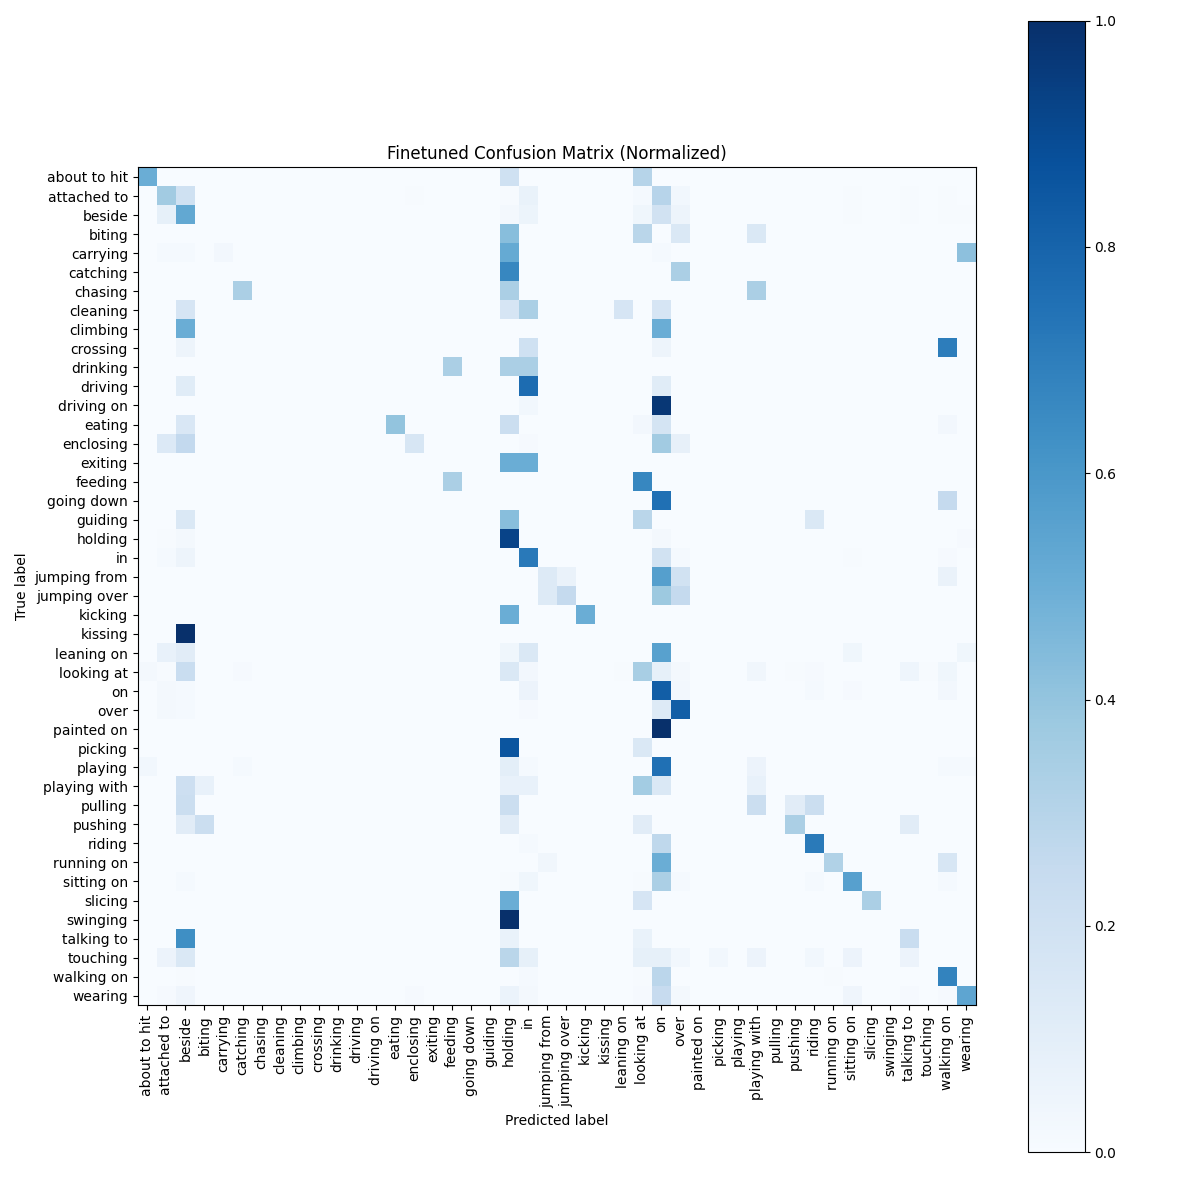 Finetuned Confusion Matrix (Normalized)
True label
about to hit
attached to
beside
biting
carrying
catching
chasing
cleaning
climbing
crossing
drinking
driving
driving on
eating
enclosing
exiting
feeding
going down
guiding
holding
in
jumping from
jumping over
kicking
kissing
leaning on
looking at
on
over
painted on
picking
playing
playing with
pulling
pushing
riding
running on
sitting on
slicing
swinging
talking to
touching
walking on
wearing
about to hit
attached to
beside
biting
carrying
catching
chasing
cleaning
climbing
crossing
drinking
driving
driving on
eating
enclosing
exiting
feeding
going down
guiding
holding
in
jumping from
jumping over
kicking
kissing
leaning on
looking at
on
over
painted on
picking
playing
playing with
pulling
pushing
riding
running on
sitting on
slicing
swinging
talking to
touching
walking on
wearing
Predicted label
1.0
0.8
0.6
0.4
0.2
0.0